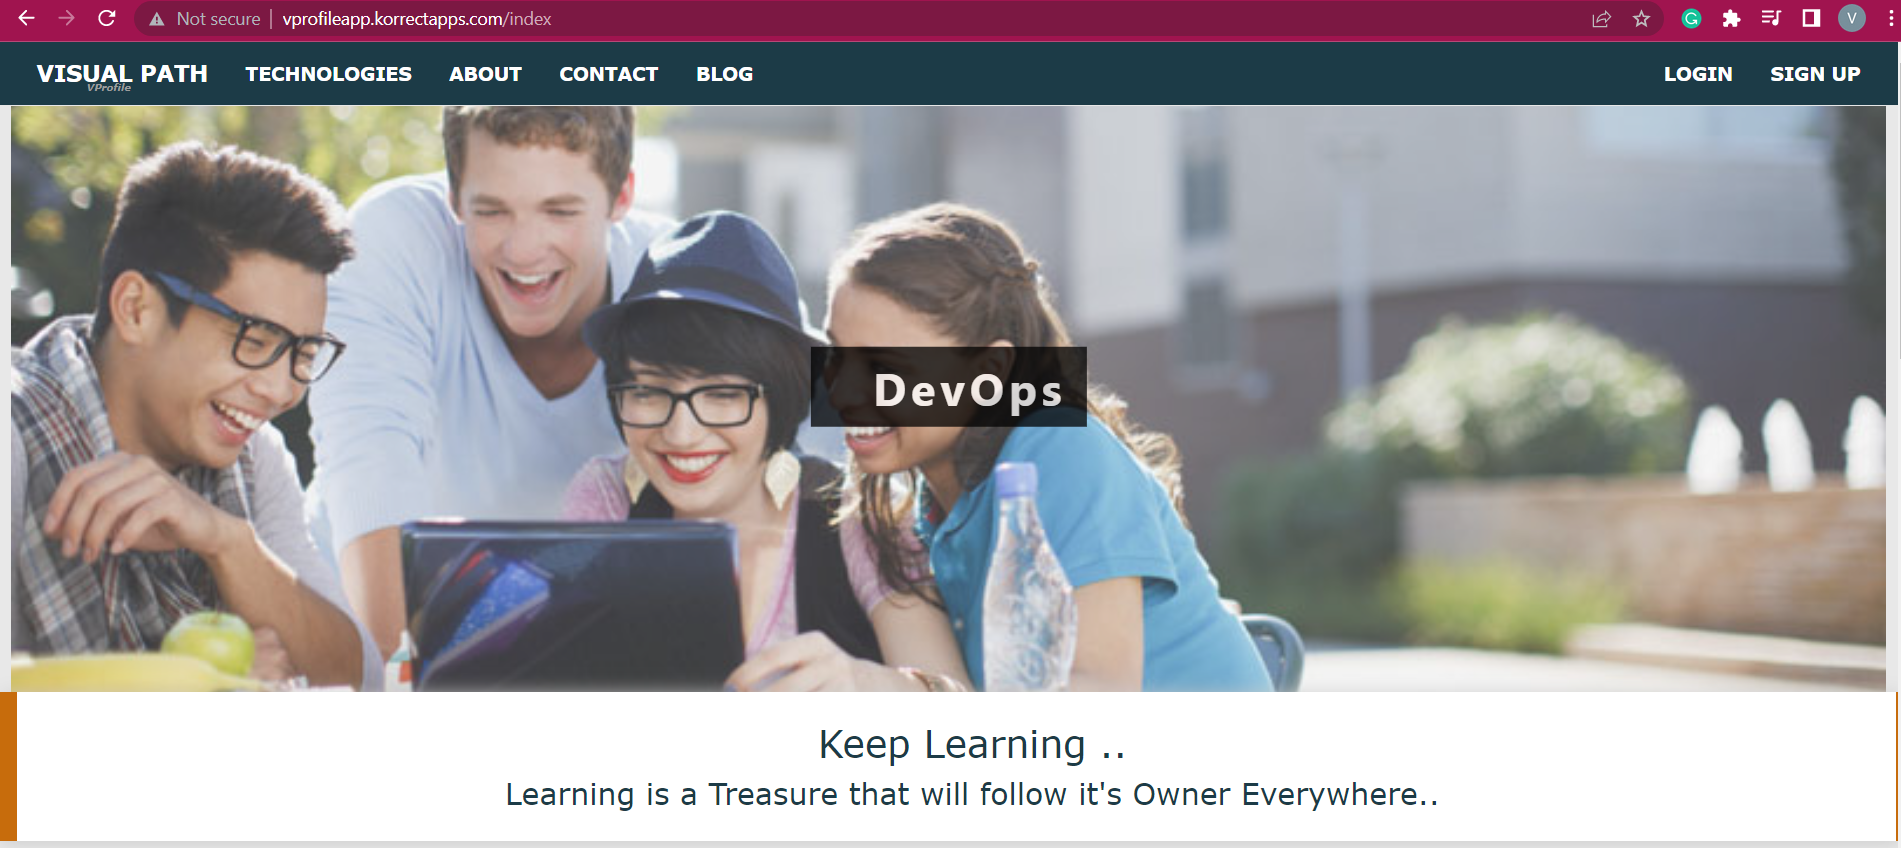 Not secure | vprofileapp.korrectapps.com/index
V
VISUAL PATH TECHNOLOGIES ABOUT CONTACT BLOG LOGIN SIGN UP
VProfile
DevOps
Keep Learning ..
Learning is a Treasure that will follow it's Owner Everywhere..